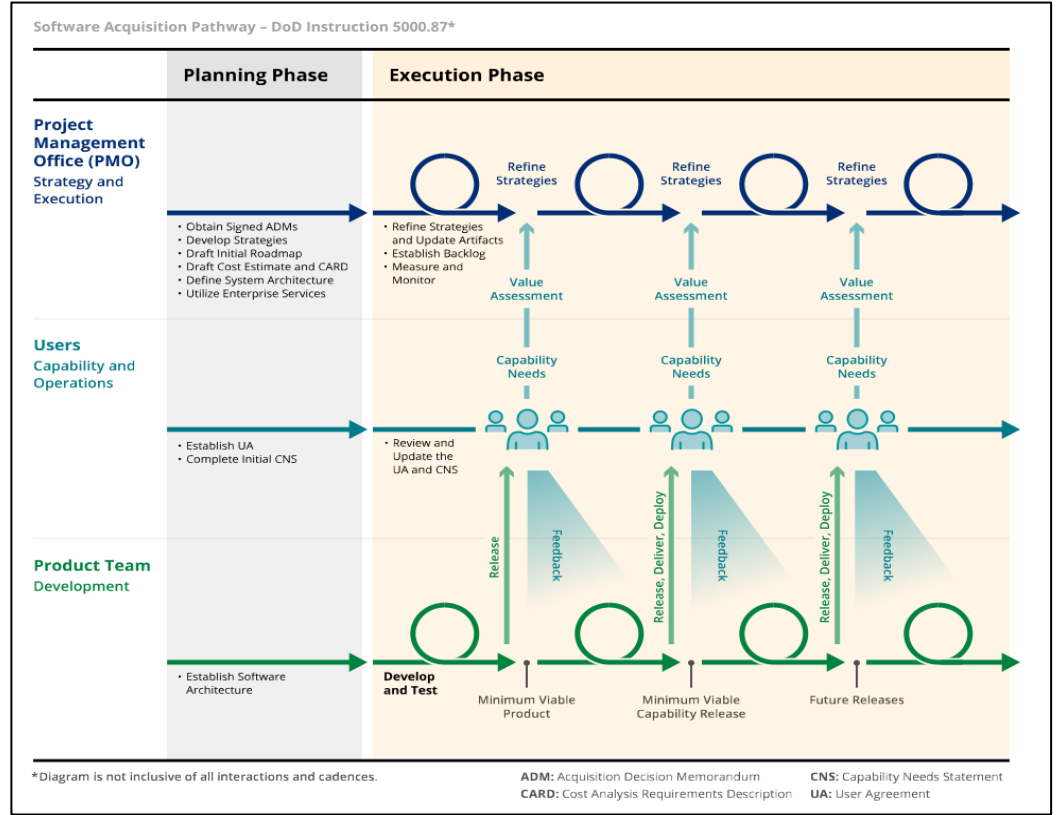 Software Acquisition Pathway – DoD Instruction 5000.87*
Planning Phase
Execution Phase
Project
Management
Office (PMO)
Strategy and
Execution
• Obtain Signed ADMs
• Develop Strategies
• Draft Initial Roadmap
• Draft Cost Estimate and CARD
• Define System Architecture
• Utilize Enterprise Services
• Refine Strategies
and Update Artifacts
• Establish Backlog
• Measure and
Monitor
Refine
Strategies
Refine
Strategies
Refine
Strategies
Value
Assessment
Value
Assessment
Value
Assessment
Users
Capability and
Operations
Capability
Needs
Capability
Needs
Capability
Needs
• Establish UA
• Complete Initial CNS
• Review and
Update the
UA and CNS
Release
Feedback
Release, Deliver, Deploy
Feedback
Release, Deliver, Deploy
Feedback
Product Team
Development
• Establish Software
Architecture
Develop
and Test
Minimum Viable
Product
Minimum Viable
Capability Release
Future Releases
*Diagram is not inclusive of all interactions and cadences.
ADM: Acquisition Decision Memorandum
CARD: Cost Analysis Requirements Description
CNS: Capability Needs Statement
UA: User Agreement